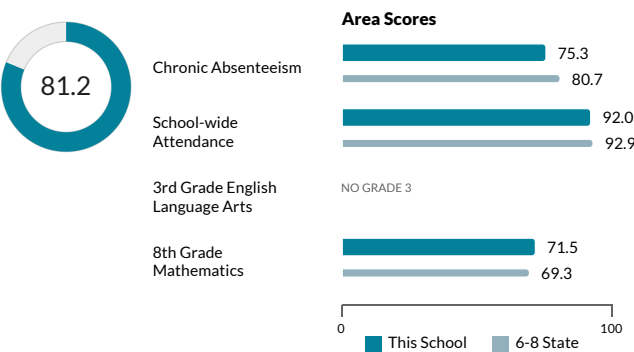 Area Scores
81.2
Chronic Absenteeism
75.3
80.7
School-wide
Attendance
92.0
92.9
3rd Grade English
Language Arts
NO GRADE 3
8th Grade
Mathematics
71.5
69.3
0
100
This School
6-8 State